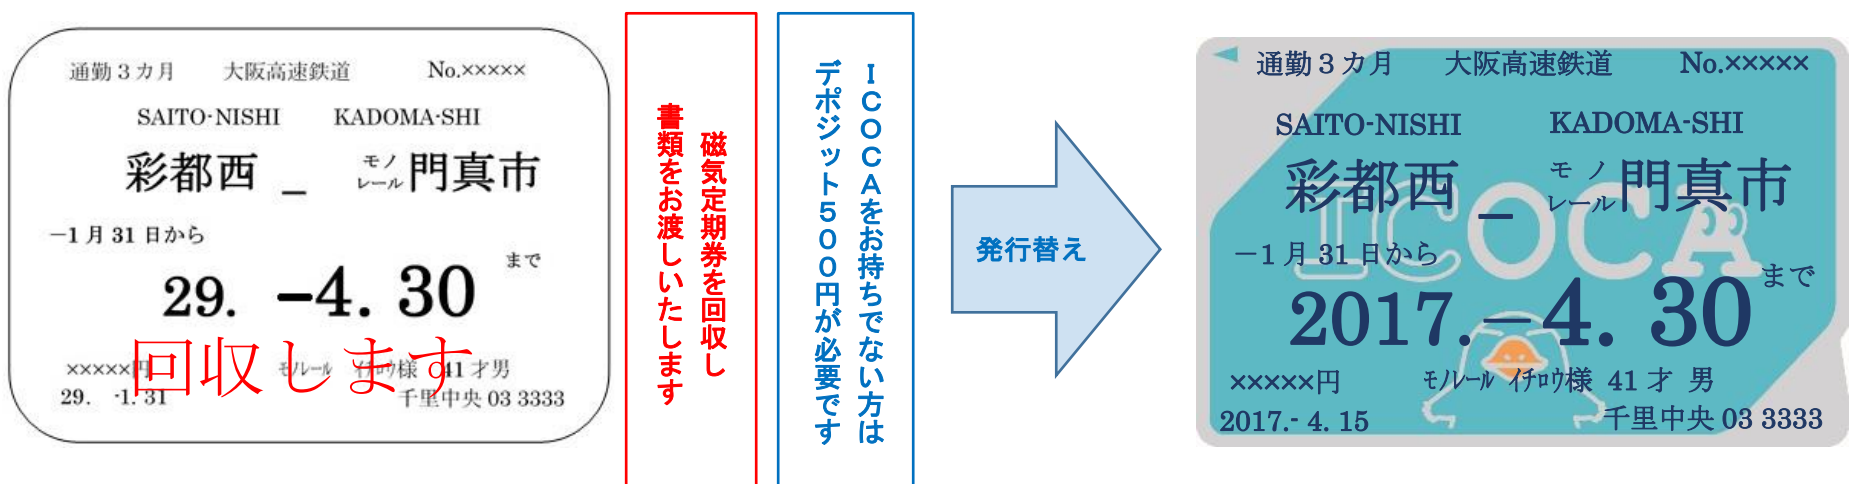 通勤３カ月 大阪高速鉄道 No.×××××
SAITO-NISHI KADOMA-SHI
彩都西 _ モノレール門真市
－1月31日から
29. －4. 30 まで
回収します
×××××円 ﾓﾉﾚｰﾙ ｲﾁﾛｳ様 41才男
29. -1. 31 千里中央 03 3333
磁気定期券を回収し
書類をお渡しいたします
ＩＣＯＣＡをお持ちでない方は
デポジット５００円が必要です
発行替え
通勤３カ月 大阪高速鉄道 No.×××××
SAITO-NISHI KADOMA-SHI
彩都西 _ モノレール門真市
ICOCA
－1月31日から
2017.－4. 30 まで
×××××円 ﾓﾉﾚｰﾙ ｲﾁﾛｳ様 41才 男
2017.- 4. 15 千里中央 03 3333